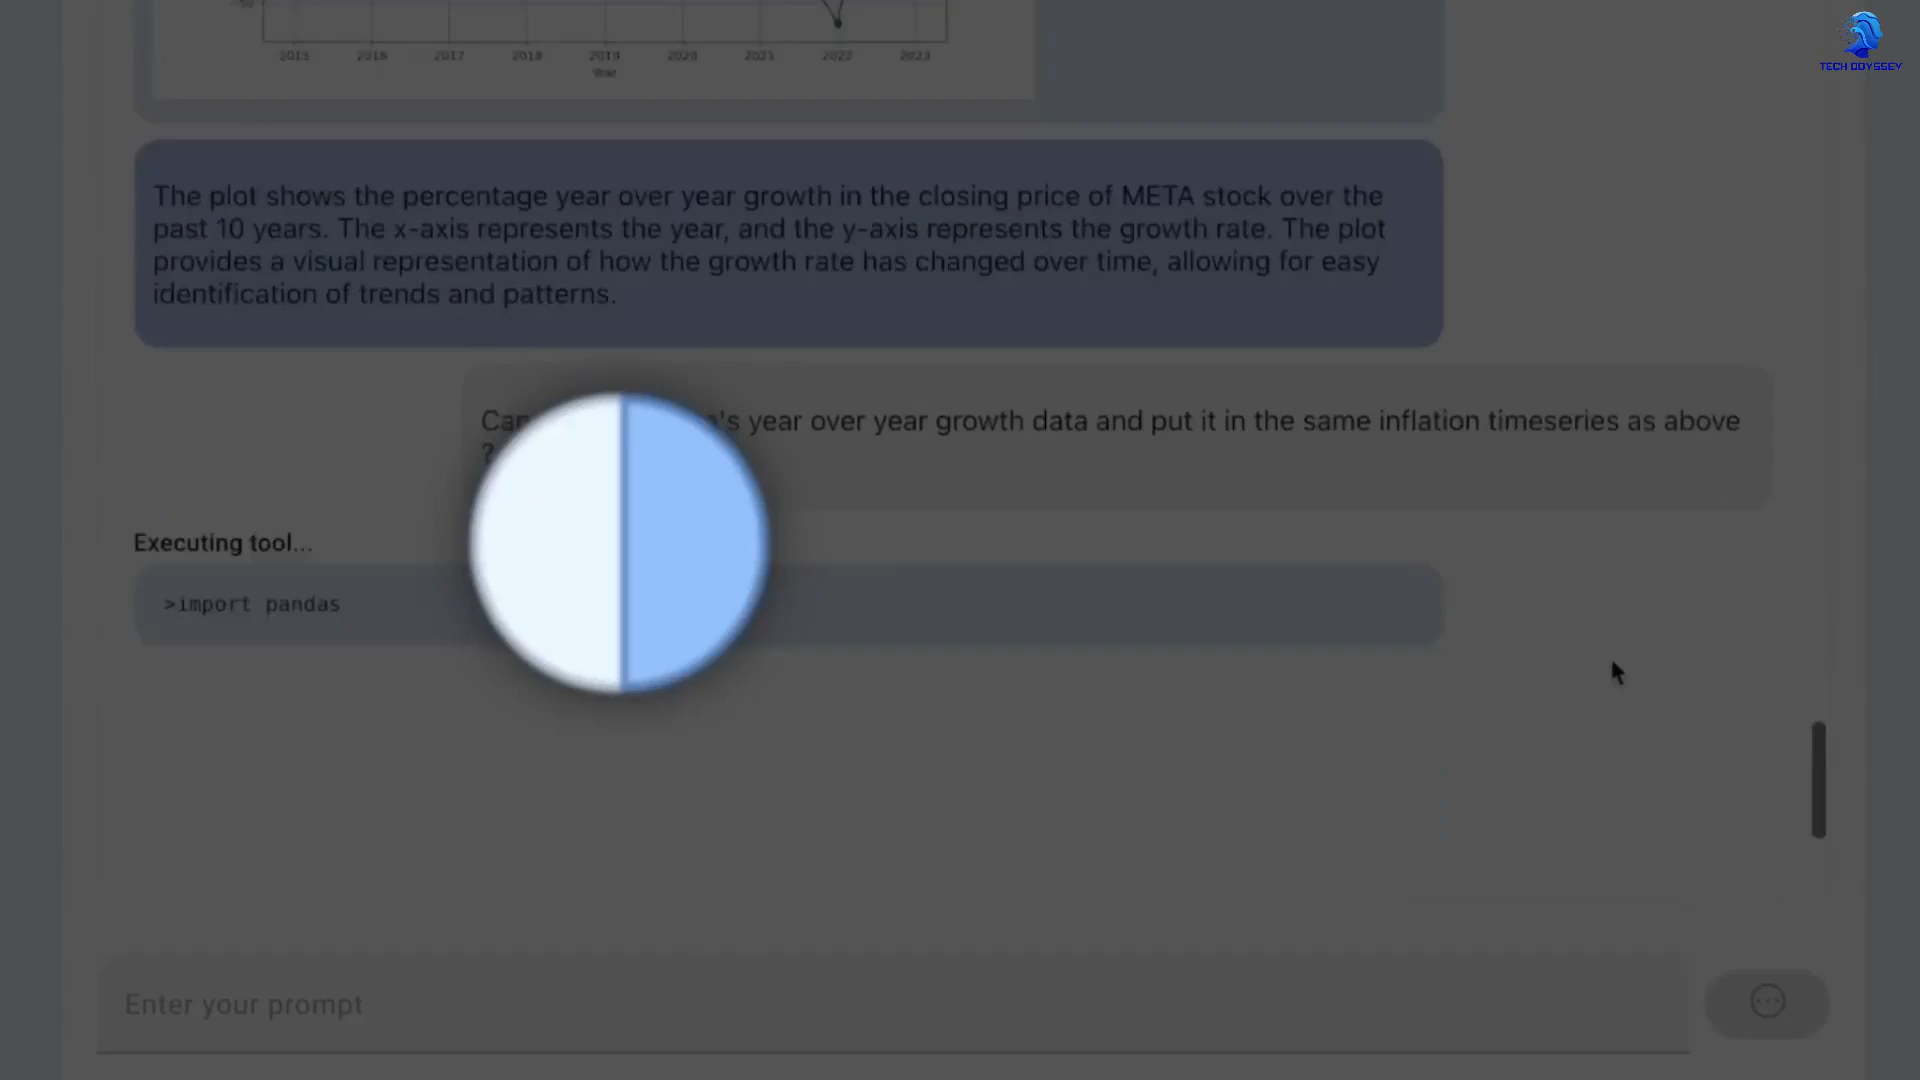 TECH ODYSSEY
2015 2016 2017 2018 2019 2020 2021 2022 2023
Year
The plot shows the percentage year over year growth in the closing price of META stock over the
past 10 years. The x-axis represents the year, and the y-axis represents the growth rate. The plot
provides a visual representation of how the growth rate has changed over time, allowing for easy
identification of trends and patterns.
's year over year growth data and put it in the same inflation timeseries as above
?
Executing tool...
>import pandas
Enter your prompt